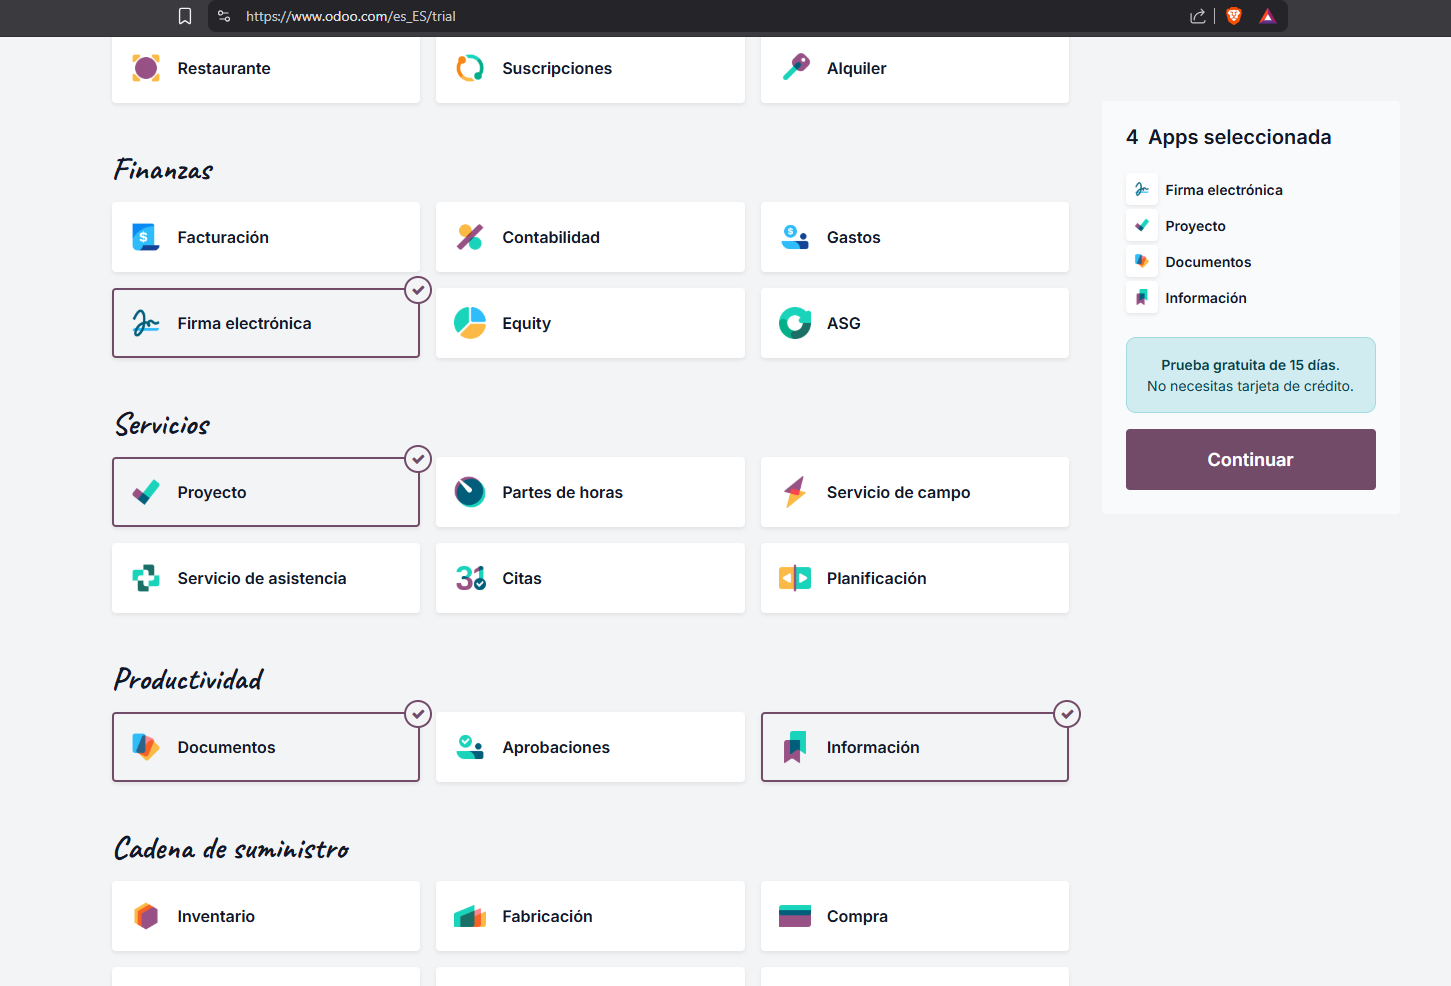 https://www.odoo.com/es_ES/trial
Restaurante
Suscripciones
Alquiler
Finanzas
Facturación
Contabilidad
Gastos
Firma electrónica
Equity
ASG
Servicios
Proyecto
Partes de horas
Servicio de campo
Servicio de asistencia
31
Citas
Planificación
Productividad
Documentos
Aprobaciones
Información
Cadena de suministro
Inventario
Fabricación
Compra
4 Apps seleccionada
Firma electrónica
Proyecto
Documentos
Información
Prueba gratuita de 15 días.
No necesitas tarjeta de crédito.
Continuar